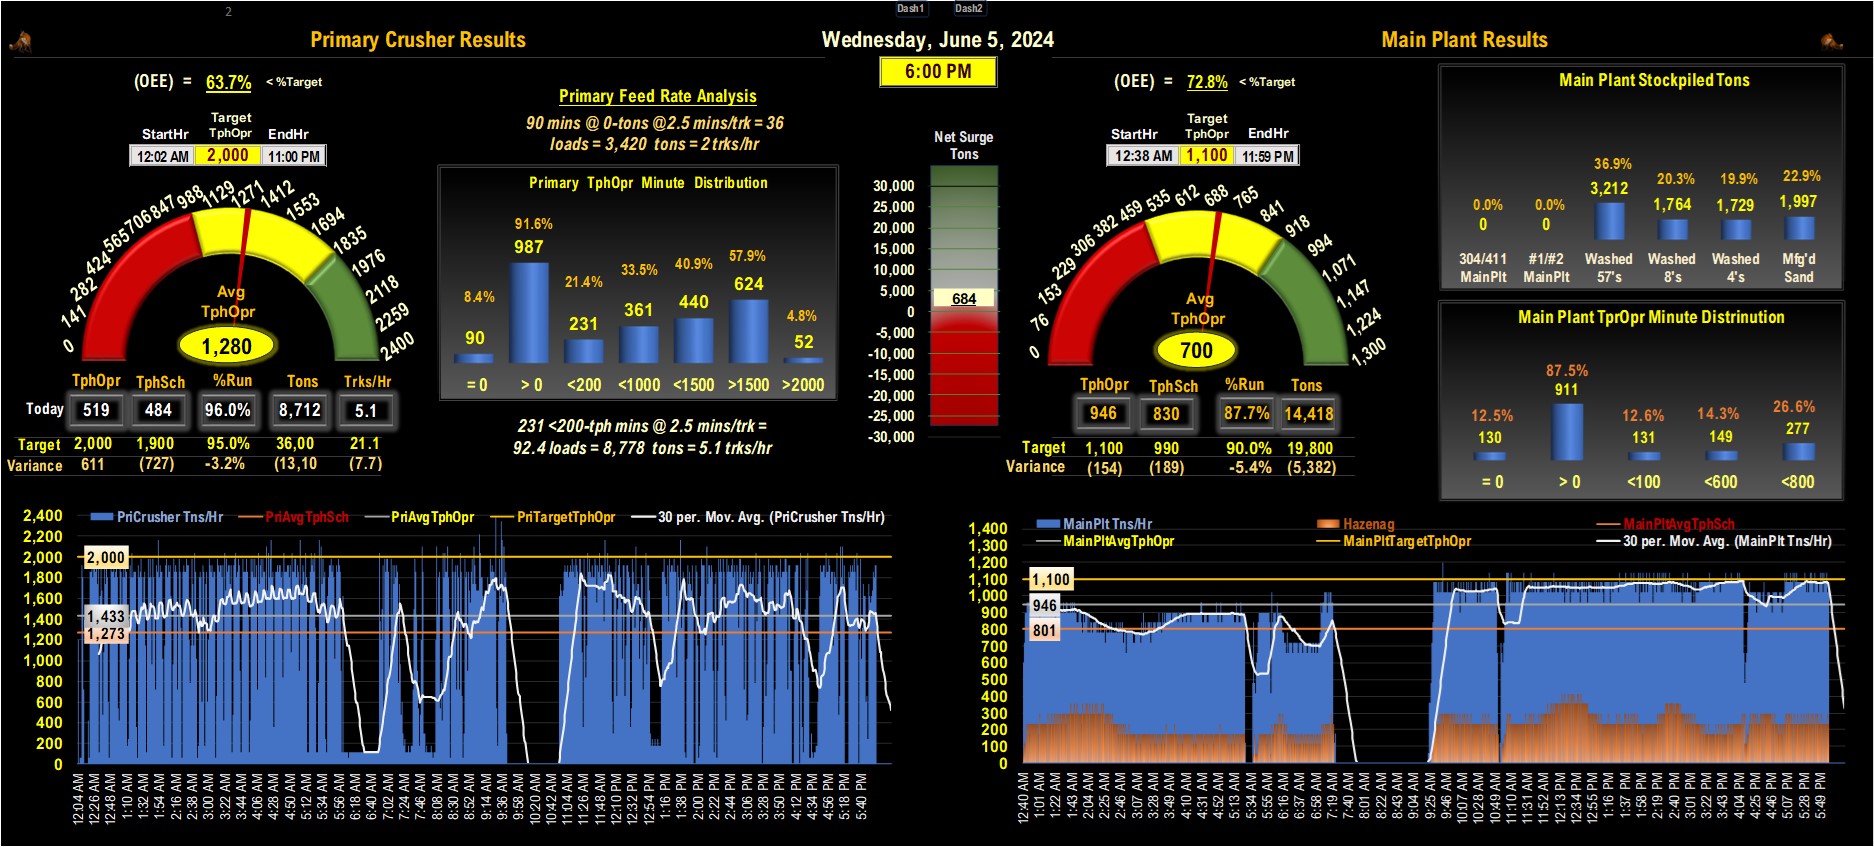 2
Dash1 Dash2
Primary Crusher Results
Wednesday, June 5, 2024
Main Plant Results
6:00 PM
(OEE) = 63.7% < %Target
Target
StartHr TphOpr EndHr
12:02 AM 2,000 11:00 PM
0 141 282 424 565 706 847 988 1129 1271 1412 1553 1694 1835 1976 2118 2259 2400
Avg
TphOpr
1,280
TphOpr TphSch %Run Tons Trks/Hr
Today 519 484 96.0% 8,712 5.1
Target 2,000 1,900 95.0% 36,00 21.1
Variance 611 (727) -3.2% (13,10 (7.7)
Primary Feed Rate Analysis
90 mins @ 0-tons @2.5 mins/trk = 36
loads = 3,420 tons = 2 trks/hr
Primary TphOpr Minute Distribution
8.4% 91.6% 21.4% 33.5% 40.9% 57.9% 4.8%
90 987 231 361 440 624 52
= 0 > 0 <200 <1000 <1500 >1500 >2000
231 <200-tph mins @ 2.5 mins/trk =
92.4 loads = 8,778 tons = 5.1 trks/hr
Net Surge
Tons
30,000
25,000
20,000
15,000
10,000
5,000
684
0
-5,000
-10,000
-15,000
-20,000
-25,000
-30,000
(OEE) = 72.8% < %Target
Target
StartHr TphOpr EndHr
12:38 AM 1,100 11:59 PM
0 76 153 229 306 382 459 535 612 688 765 841 918 994 1,071 1,147 1,224 1,300
Avg
TphOpr
700
TphOpr TphSch %Run Tons
946 830 87.7% 14,418
Target 1,100 990 90.0% 19,800
Variance (154) (189) -5.4% (5,382)
Main Plant Stockpiled Tons
0.0% 0.0% 36.9% 20.3% 19.9% 22.9%
0 0 3,212 1,764 1,729 1,997
304/411 #1/#2 Washed Washed Washed Mfg'd
MainPlt MainPlt 57's 8's 4's Sand
Main Plant TprOpr Minute Distrinution
12.5% 87.5% 12.6% 14.3% 26.6%
130 911 131 149 277
= 0 > 0 <100 <600 <800
PriCrusher Tns/Hr PriAvgTphSch PriAvgTphOpr PriTargetTphOpr 30 per. Mov. Avg. (PriCrusher Tns/Hr)
2,400
2,200
2,000
1,800
1,600
1,400
1,200
1,000
800
600
400
200
0
2,000
1,433
1,273
12:04 AM 12:26 AM 12:48 AM 1:10 AM 1:32 AM 1:54 AM 2:16 AM 2:38 AM 3:00 AM 3:22 AM 3:44 AM 4:06 AM 4:28 AM 4:50 AM 5:12 AM 5:34 AM 5:56 AM 6:18 AM 6:40 AM 7:02 AM 7:24 AM 7:46 AM 8:08 AM 8:30 AM 8:52 AM 9:14 AM 9:36 AM 9:58 AM 10:20 AM 10:42 AM 11:04 AM 11:26 AM 11:48 AM 12:10 PM 12:32 PM 12:54 PM 1:16 PM 1:38 PM 2:00 PM 2:22 PM 2:44 PM 3:06 PM 3:28 PM 3:50 PM 4:12 PM 4:34 PM 4:56 PM 5:18 PM 5:40 PM
MainPlt Tns/Hr Hazenag MainPltAvgTphSch
MainPltAvgTphOpr MainPltTargetTphOpr 30 per. Mov. Avg. (MainPlt Tns/Hr)
1,400
1,300
1,200
1,100
1,000
900
800
700
600
500
400
300
200
100
0
1,100
946
801
12:40 AM 1:01 AM 1:22 AM 1:43 AM 2:04 AM 2:25 AM 2:46 AM 3:07 AM 3:28 AM 3:49 AM 4:10 AM 4:31 AM 4:52 AM 5:13 AM 5:34 AM 5:55 AM 6:16 AM 6:37 AM 6:58 AM 7:19 AM 7:40 AM 8:01 AM 8:22 AM 8:43 AM 9:04 AM 9:25 AM 9:46 AM 10:07 AM 10:28 AM 10:49 AM 11:10 AM 11:31 AM 11:52 AM 12:13 PM 12:34 PM 12:55 PM 1:16 PM 1:37 PM 1:58 PM 2:19 PM 2:40 PM 3:01 PM 3:22 PM 3:43 PM 4:04 PM 4:25 PM 4:46 PM 5:07 PM 5:28 PM 5:49 PM